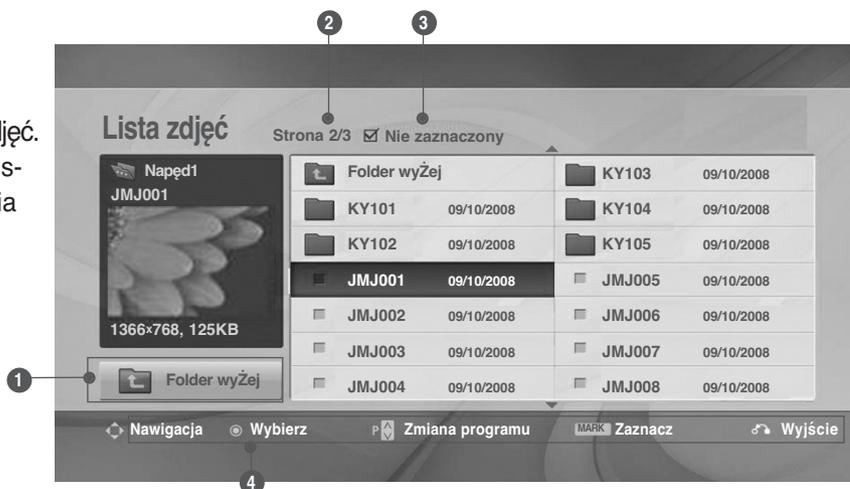 2 3
jęć.
s-
ia
Lista zdjęć Strona 2/3 Nie zaznaczony
Napęd1
JMJ001
1366×768, 125KB
Folder wyŻej
Folder wyŻej
KY101 09/10/2008
KY102 09/10/2008
JMJ001 09/10/2008
JMJ002 09/10/2008
JMJ003 09/10/2008
JMJ004 09/10/2008
KY103 09/10/2008
KY104 09/10/2008
KY105 09/10/2008
JMJ005 09/10/2008
JMJ006 09/10/2008
JMJ007 09/10/2008
JMJ008 09/10/2008
1
Nawigacja Wybierz P Zmiana programu MARK Zaznacz Wyjście
4